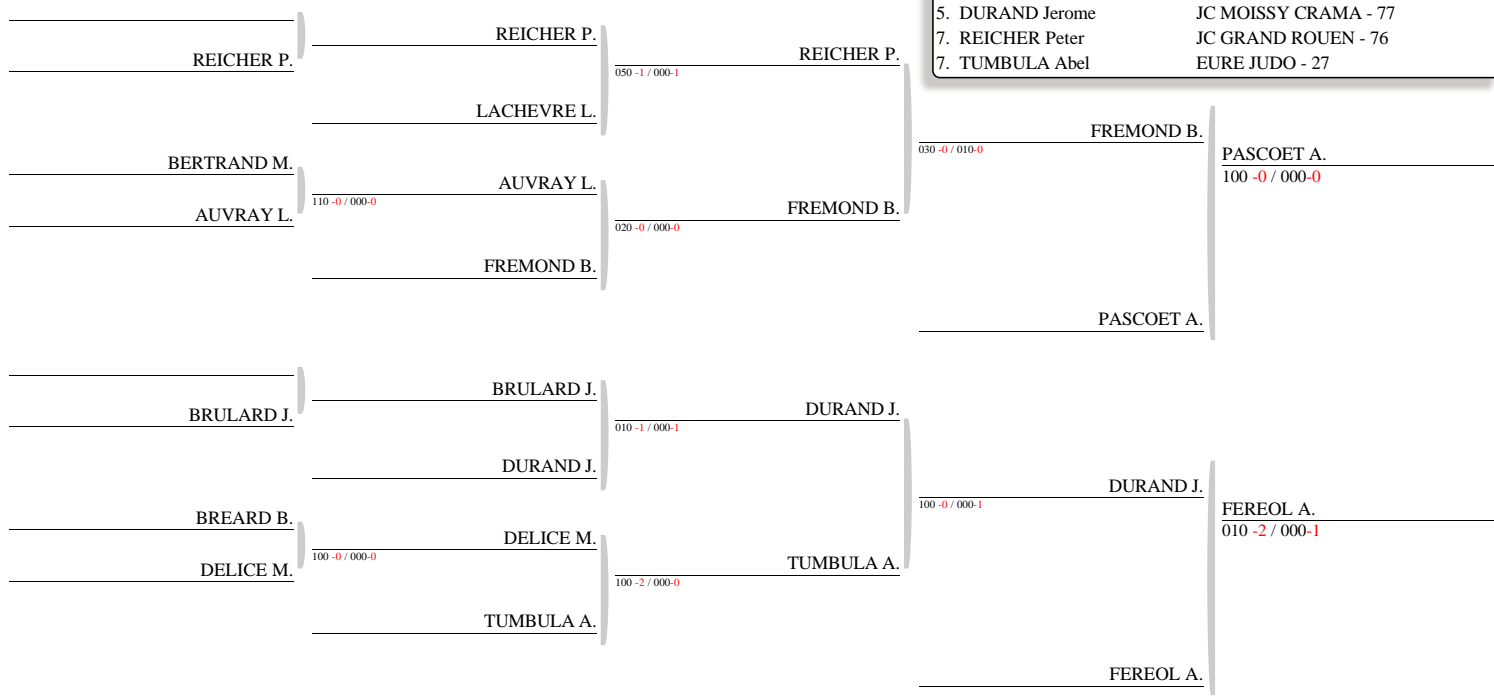 5. DURAND Jerome JC MOISSY CRAMA - 77
7. REICHER Peter JC GRAND ROUEN - 76
7. TUMBULA Abel EURE JUDO - 27
REICHER P.
BERTRAND M.
AUVRAY L.
BRULARD J.
BREARD B.
DELICE M.
REICHER P.
LACHEVRE L.
AUVRAY L.
110 -0 / 000-0
FREMOND B.
BRULARD J.
DURAND J.
DELICE M.
100 -0 / 000-0
TUMBULA A.
REICHER P.
050 -1 / 000-1
FREMOND B.
020 -0 / 000-0
DURAND J.
010 -1 / 000-1
TUMBULA A.
100 -2 / 000-0
FREMOND B.
030 -0 / 010-0
PASCOET A.
DURAND J.
100 -0 / 000-1
FEREOL A.
PASCOET A.
100 -0 / 000-0
FEREOL A.
010 -2 / 000-1